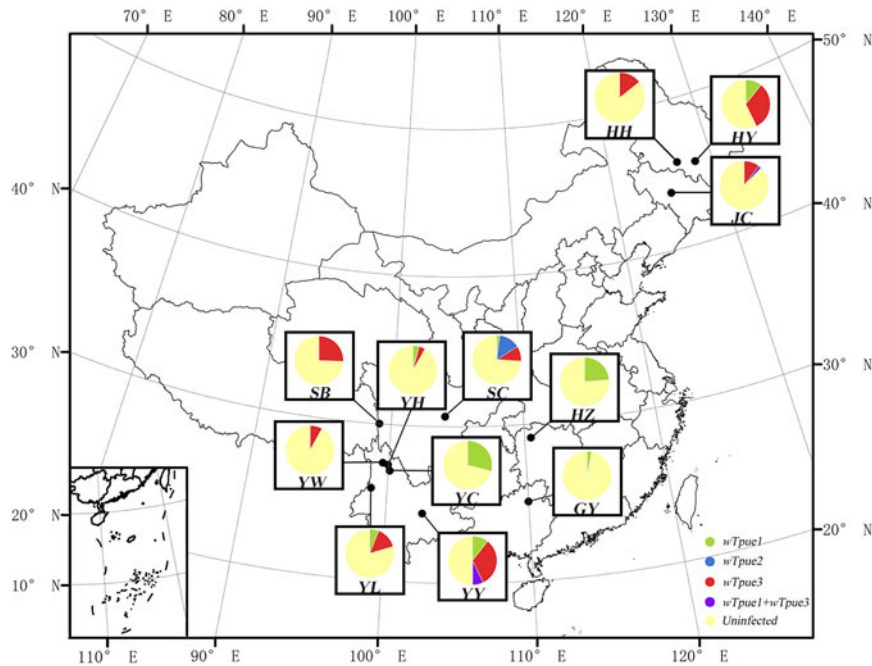 70° E 80° E 90° E 100° E 110° E 120° E 130° E 140° E
50° N
HH
HY
JC
40° N
40° N
30° N
30° N
SB
YH
SC
HZ
YW
YC
GY
20° N
20° N
YL
YY
10° N
wTpue1
wTpue2
wTpue3
wTpue1+wTpue3
Uninfected
110° E 90° E 100° E 110° E 120° E